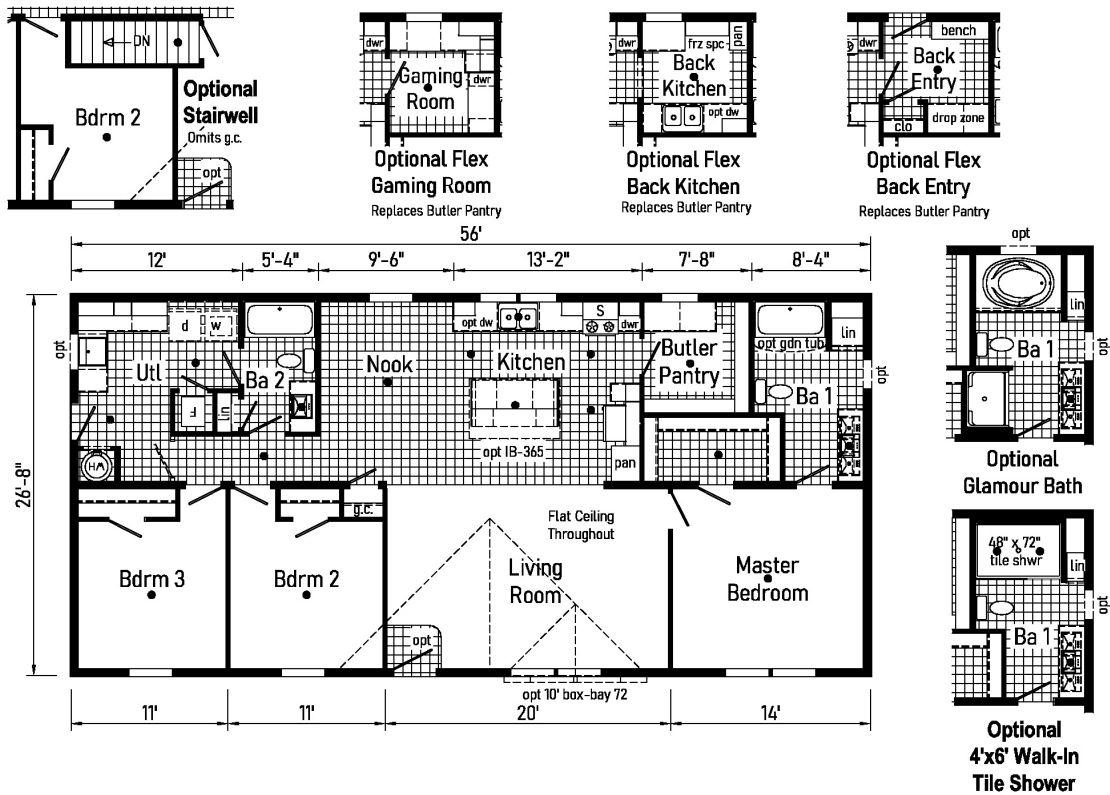 DN
Bdrm 2
Optional
Stairwell
Omits g.c.
opt
dwr
Gaming
Room
dwr
Optional Flex
Gaming Room
Replaces Butler Pantry
dwr
frz spc
pan
Back
Kitchen
opt dw
Optional Flex
Back Kitchen
Replaces Butler Pantry
dwr
bench
Back
Entry
clo
drop zone
Optional Flex
Back Entry
Replaces Butler Pantry
56'
12'
5'-4"
9'-6"
13'-2"
7'-8"
8'-4"
26'-8"
opt
d
w
Utl
F
lin
Ba 2
HW
Nook
opt dw
S
dwr
Kitchen
opt IB-365
pan
Butler
Pantry
opt gdn tub
lin
Ba 1
opt
g.c.
Bdrm 3
Bdrm 2
Flat Ceiling
Throughout
Living
Room
opt
Master
Bedroom
opt 10' box-bay 72
11'
11'
20'
14'
opt
lin
Ba 1
opt
Optional
Glamour Bath
48" x 72"
tile shwr
lin
Ba 1
opt
Optional
4'x6' Walk-In
Tile Shower